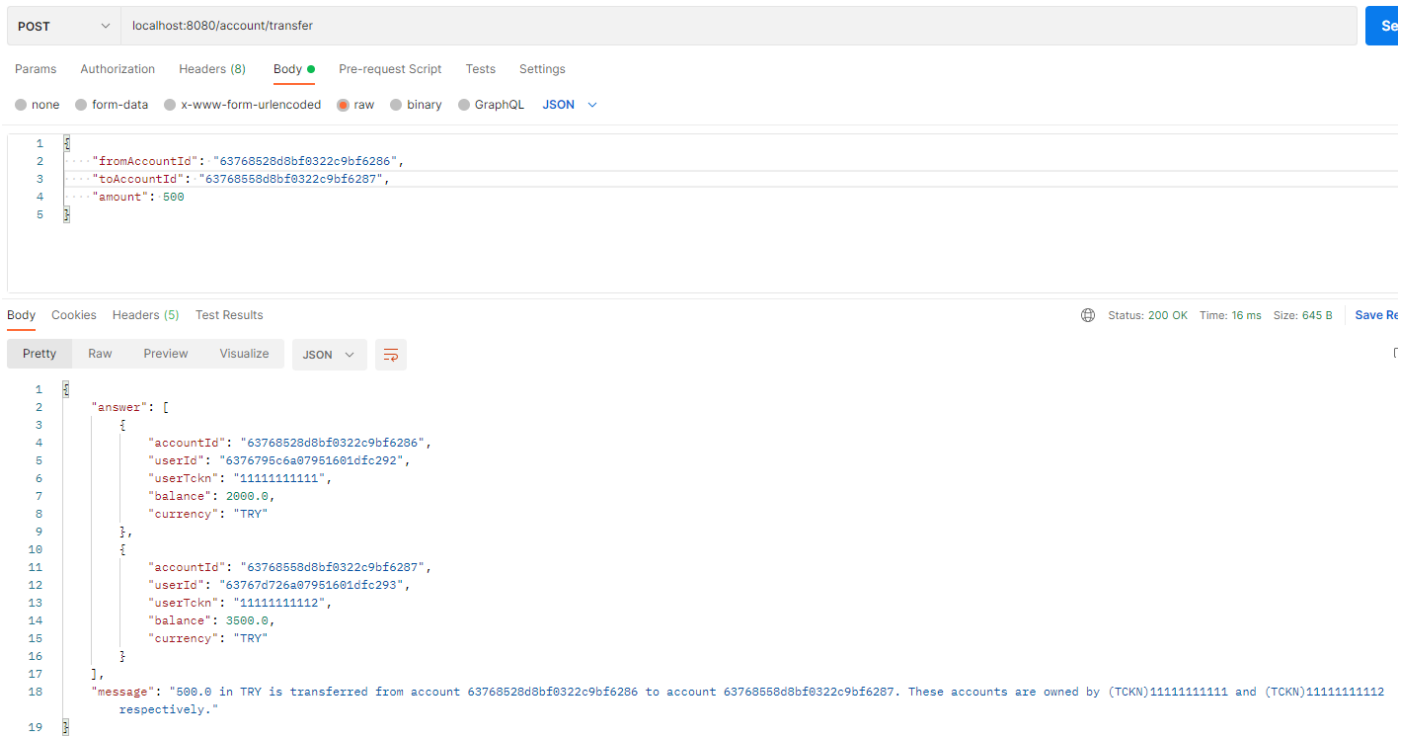 POST localhost:8080/account/transfer Se
Params Authorization Headers (8) Body Pre-request Script Tests Settings
none form-data x-www-form-urlencoded raw binary GraphQL JSON
1 {
2 "fromAccountId": "63768528d8bf0322c9bf6286",
3 "toAccountId": "63768558d8bf0322c9bf6287",
4 "amount": 500
5 }
Body Cookies Headers (5) Test Results Status: 200 OK Time: 16 ms Size: 645 B Save Re
Pretty Raw Preview Visualize JSON
1 {
2 "answer": [
3 {
4 "accountId": "63768528d8bf0322c9bf6286",
5 "userId": "6376795c6a07951601dfc292",
6 "userTckn": "11111111111",
7 "balance": 2000.0,
8 "currency": "TRY"
9 },
10 {
11 "accountId": "63768558d8bf0322c9bf6287",
12 "userId": "63767d726a07951601dfc293",
13 "userTckn": "11111111112",
14 "balance": 3500.0,
15 "currency": "TRY"
16 }
17 ],
18 "message": "500.0 in TRY is transferred from account 63768528d8bf0322c9bf6286 to account 63768558d8bf0322c9bf6287. These accounts are owned by (TCKN)11111111111 and (TCKN)11111111112
respectively."
19 }